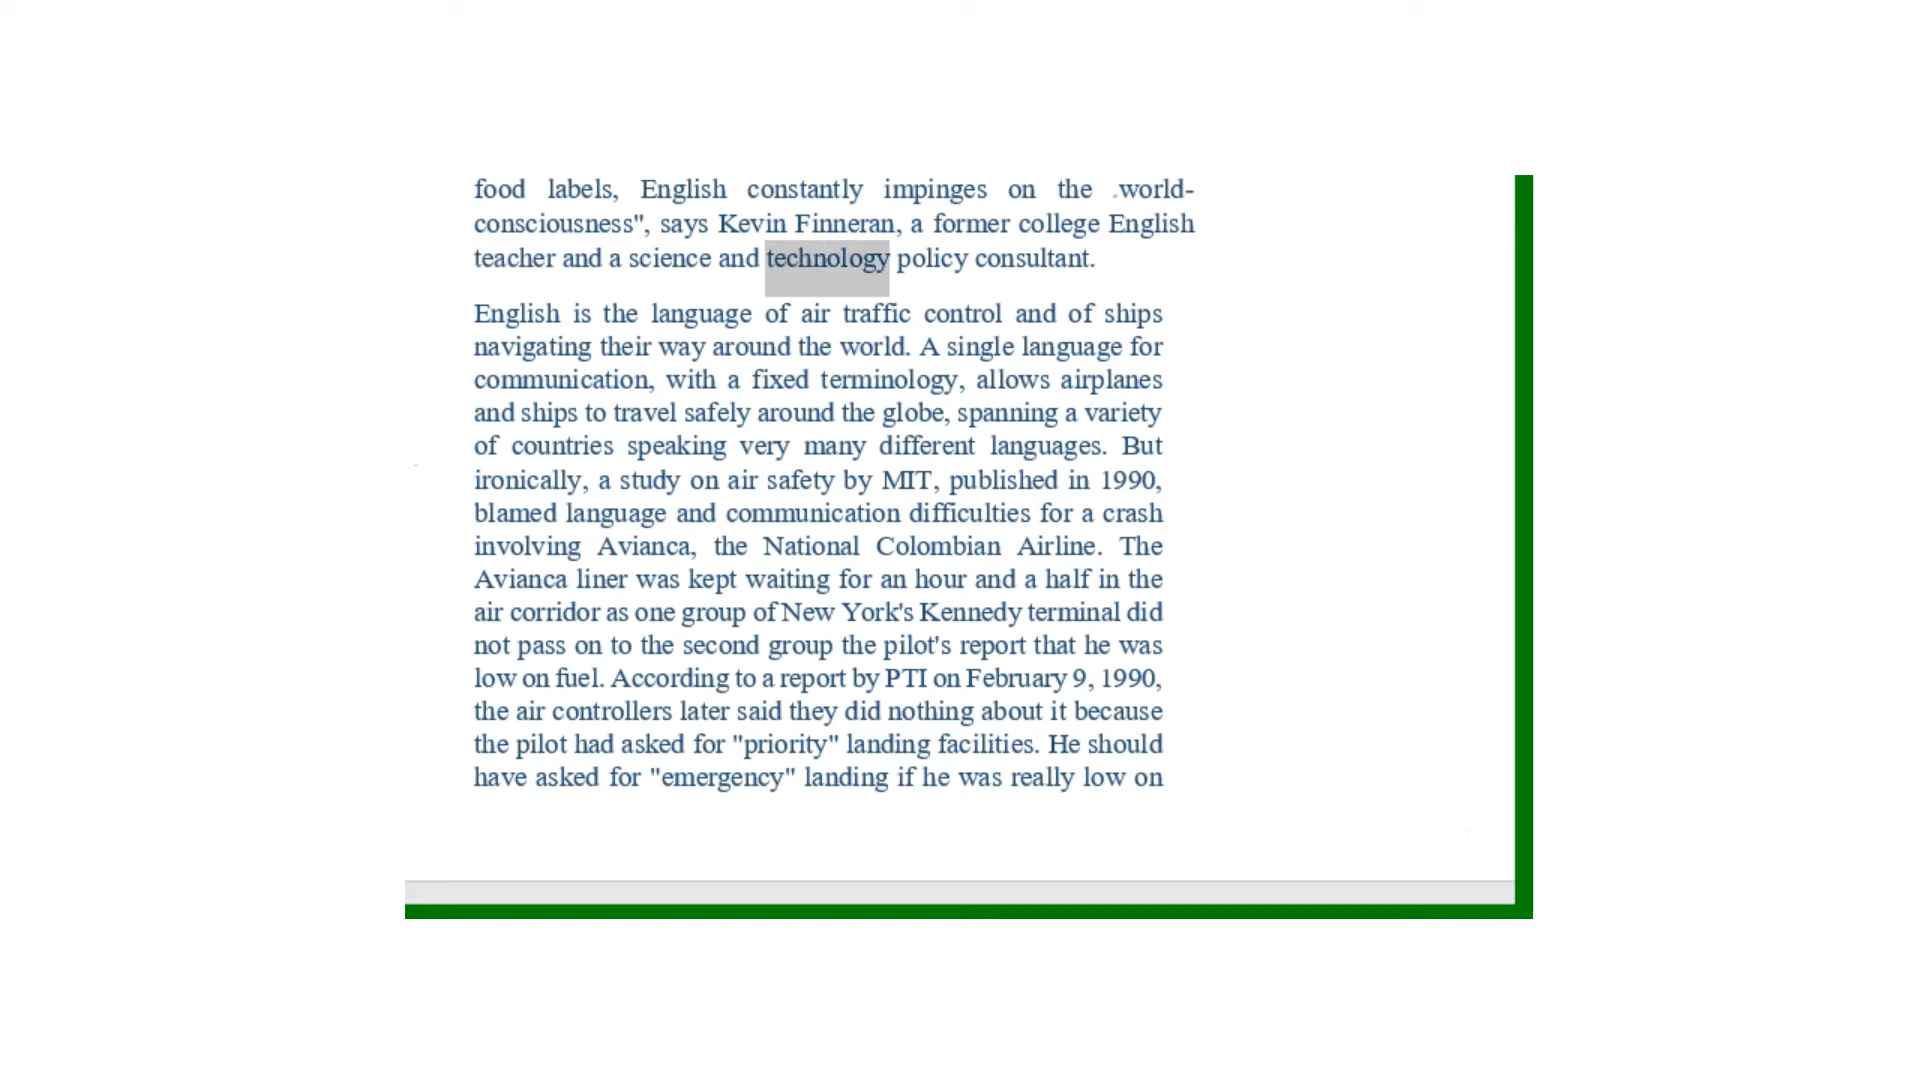 food labels, English constantly impinges on the .world-
consciousness", says Kevin Finneran, a former college English
teacher and a science and technology policy consultant.
English is the language of air traffic control and of ships
navigating their way around the world. A single language for
communication, with a fixed terminology, allows airplanes
and ships to travel safely around the globe, spanning a variety
of countries speaking very many different languages. But
ironically, a study on air safety by MIT, published in 1990,
blamed language and communication difficulties for a crash
involving Avianca, the National Colombian Airline. The
Avianca liner was kept waiting for an hour and a half in the
air corridor as one group of New York's Kennedy terminal did
not pass on to the second group the pilot's report that he was
low on fuel. According to a report by PTI on February 9, 1990,
the air controllers later said they did nothing about it because
the pilot had asked for "priority" landing facilities. He should
have asked for "emergency" landing if he was really low on